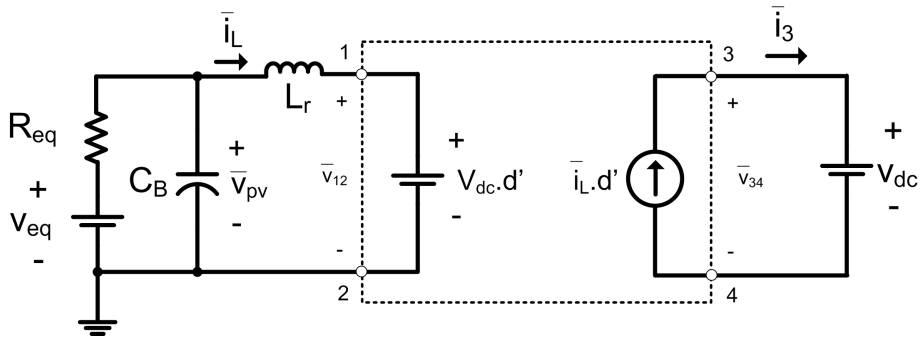 i̅L
i̅3
1
3
Lr
+
+
Req
+
+
+
CB
v̅pv
v̅12
Vdc.d'
i̅L.d'
v̅34
vdc
+
veq
-
-
-
-
-
-
2
4